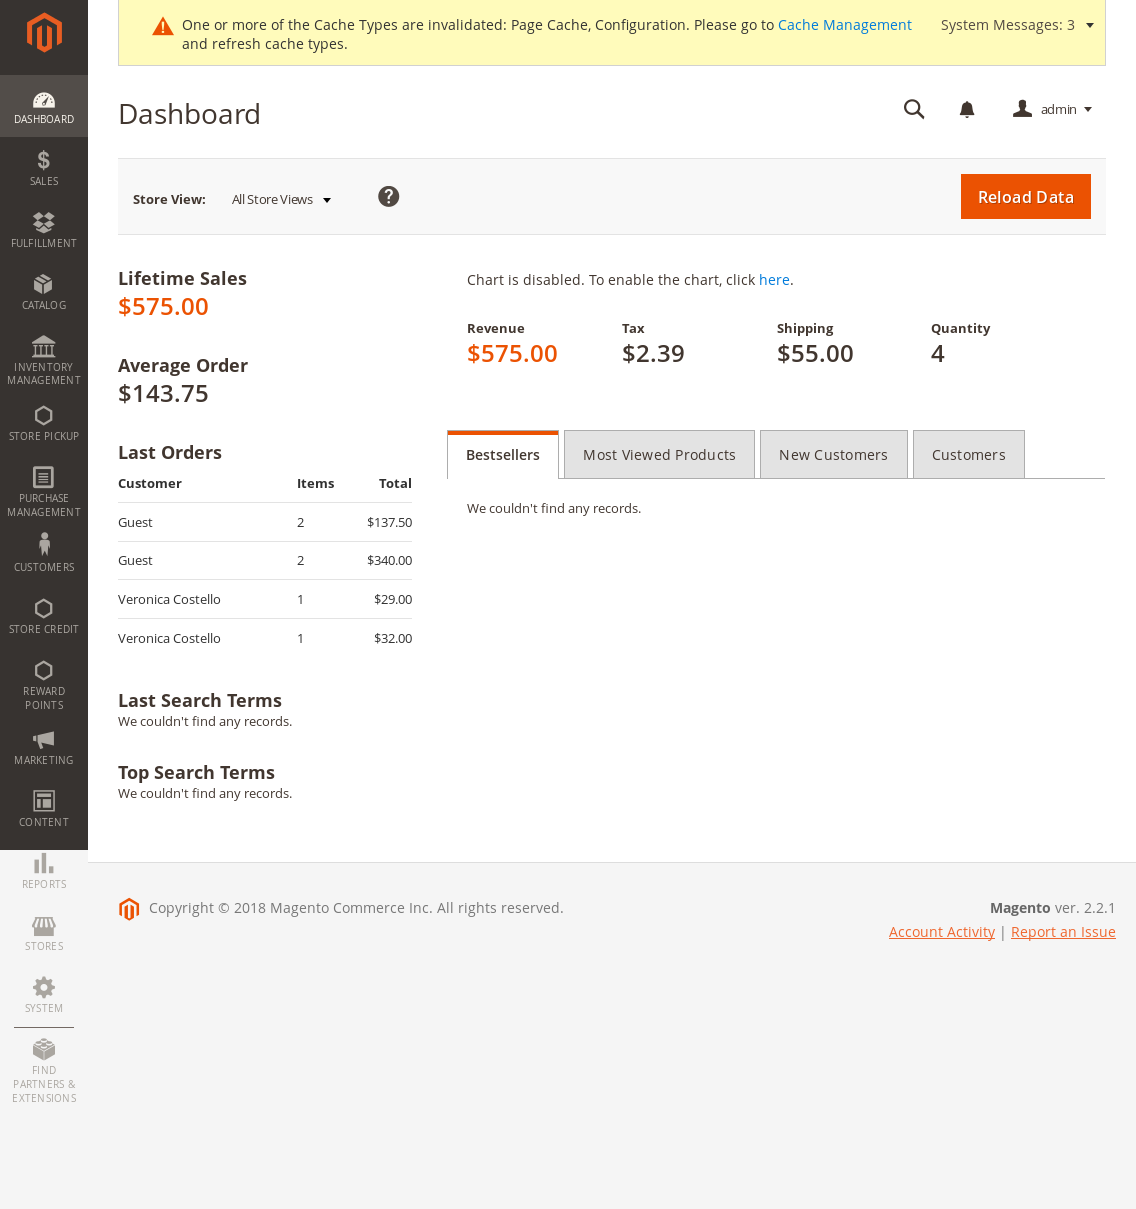 One or more of the Cache Types are invalidated: Page Cache, Configuration. Please go to Cache Management
and refresh cache types.
System Messages: 3
Dashboard
admin
Store View: All Store Views ?
Reload Data
DASHBOARD
SALES
FULFILLMENT
CATALOG
INVENTORY
MANAGEMENT
STORE PICKUP
PURCHASE
MANAGEMENT
CUSTOMERS
STORE CREDIT
REWARD
POINTS
MARKETING
CONTENT
REPORTS
STORES
SYSTEM
FIND
PARTNERS &
EXTENSIONS
Lifetime Sales
$575.00
Average Order
$143.75
Last Orders
Customer Items Total
Guest 2 $137.50
Guest 2 $340.00
Veronica Costello 1 $29.00
Veronica Costello 1 $32.00
Last Search Terms
We couldn't find any records.
Top Search Terms
We couldn't find any records.
Chart is disabled. To enable the chart, click here.
Revenue Tax Shipping Quantity
$575.00 $2.39 $55.00 4
Bestsellers Most Viewed Products New Customers Customers
We couldn't find any records.
Copyright © 2018 Magento Commerce Inc. All rights reserved.
Magento ver. 2.2.1
Account Activity | Report an Issue